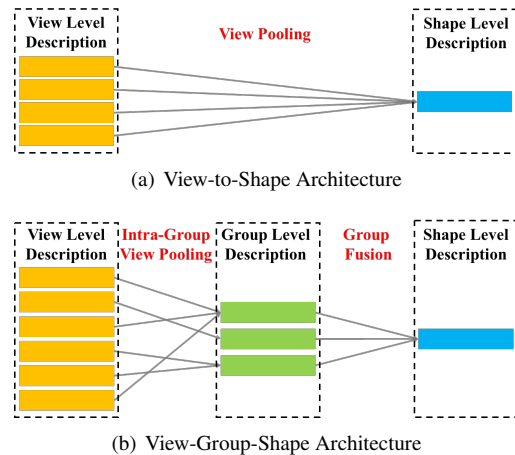 View Level
Description
View Pooling
Shape Level
Description
(a) View-to-Shape Architecture
View Level
Description
Intra-Group
View Pooling
Group Level
Description
Group
Fusion
Shape Level
Description
(b) View-Group-Shape Architecture